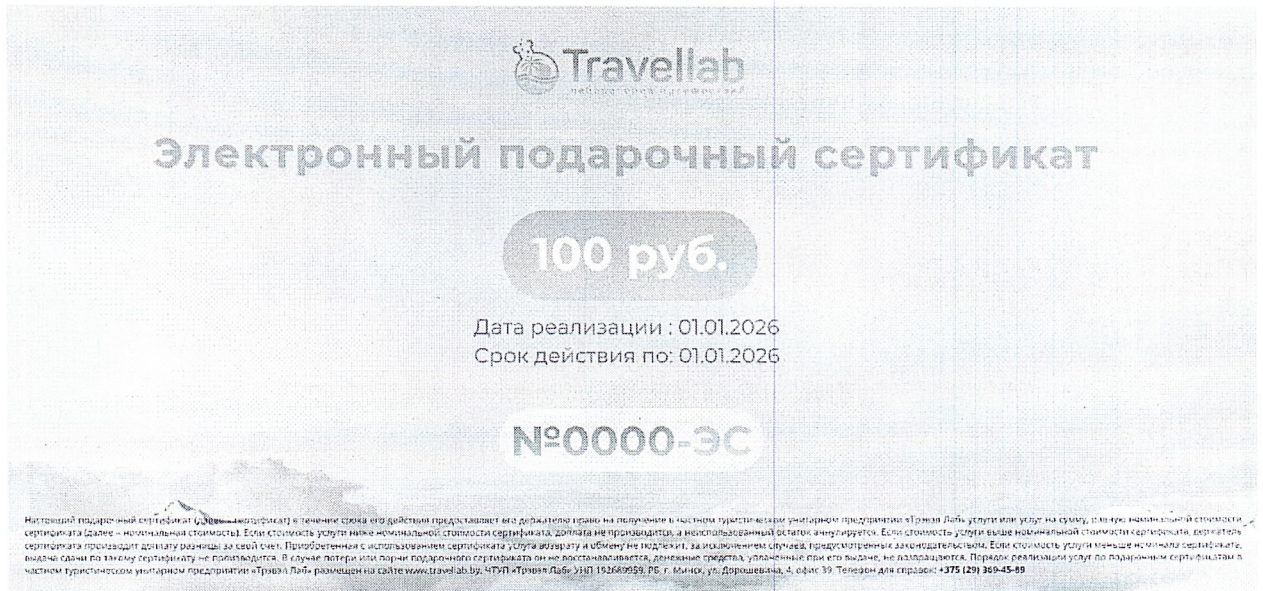 Travellab
лаборатория путешествий
Электронный подарочный сертификат
100 руб.
Дата реализации : 01.01.2026
Срок действия по: 01.01.2026
№0000-ЭС
Настоящий подарочный сертификат (далее – сертификат) в течение срока его действия предоставляет его держателю право на получение в частном туристическом унитарном предприятии «Трэвэл Лаб» услуги или услуг на сумму, равную номинальной стоимости
сертификата (далее – номинальная стоимость). Если стоимость услуги ниже номинальной стоимости сертификата, доплата не производится, а неиспользованный остаток аннулируется. Если стоимость услуги выше номинальной стоимости сертификата, держатель
сертификата производит доплату разницы за свой счет. Приобретенная с использованием сертификата услуга возврату и обмену не подлежит, за исключением случаев, предусмотренных законодательством. Если стоимость услуги меньше номинала сертификата,
выдача сдачи по такому сертификату не производится. В случае потери или порчи подарочного сертификата он не восстанавливается, денежные средства, уплаченные при его выдаче, не возвращаются. Порядок реализации услуг по подарочным сертификатам в
частном туристическом унитарном предприятии «Трэвэл Лаб» размещен на сайте www.travellab.by. ЧТУП «Трэвэл Лаб» УНП 192689959. РБ, г. Минск, ул. Дорошевича, 4, офис 39. Телефон для справок: +375 (29) 369-45-89